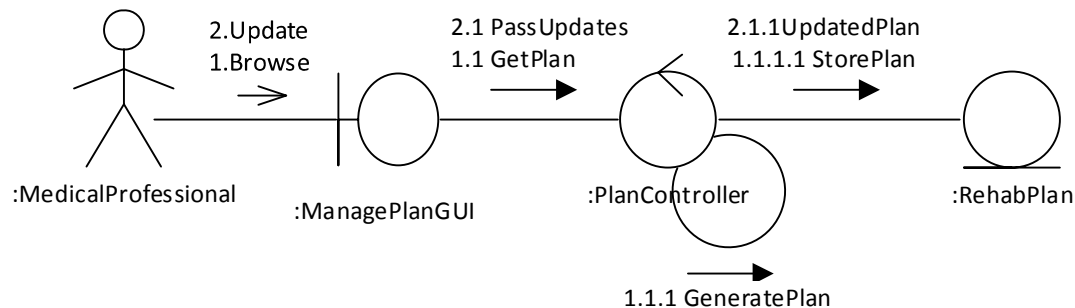 2.Update
1.Browse
2.1 PassUpdates
1.1 GetPlan
2.1.1UpdatedPlan
1.1.1.1 StorePlan
:MedicalProfessional
:ManagePlanGUI
:PlanController
:RehabPlan
1.1.1 GeneratePlan